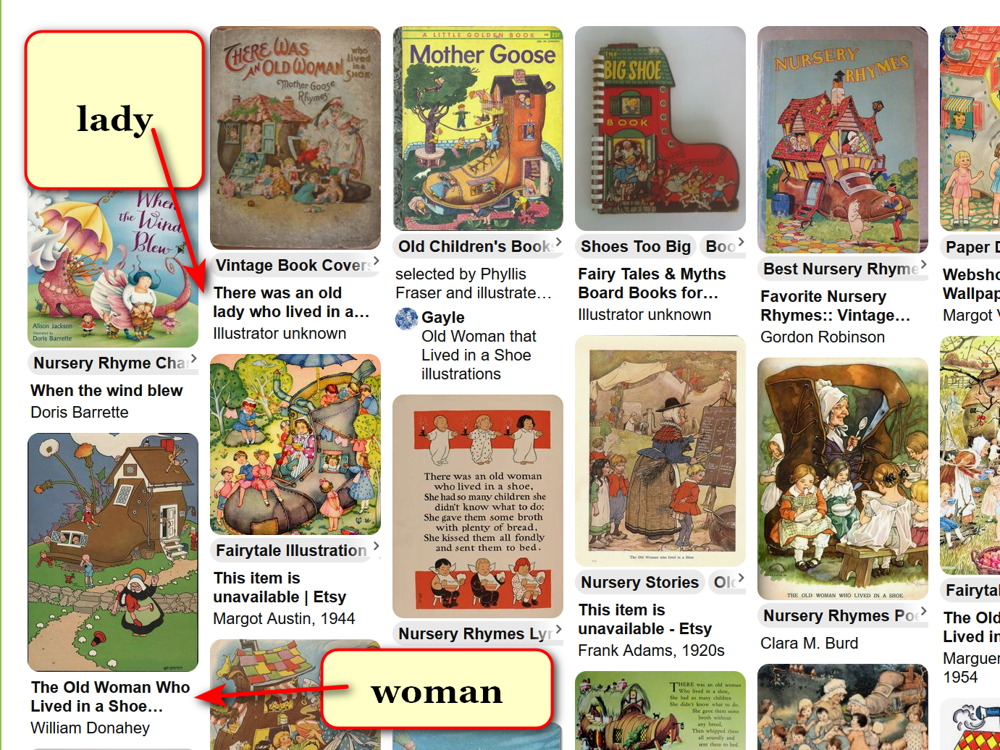 lady
When
the Wind
Blew
Alison Jackson
Illustrated by
Doris Barrette
Nursery Rhyme Cha
When the wind blew
Doris Barrette
The Old Woman Who
Lived in a Shoe...
William Donahey
THERE WAS
AN OLD WOMAN
who
lived
in a
SHOE.
Mother Goose
Rhymes
Vintage Book Covers
There was an old
lady who lived in a...
Illustrator unknown
Fairytale Illustration
This item is
unavailable | Etsy
Margot Austin, 1944
A LITTLE GOLDEN BOOK
25¢
Mother Goose
Old Children's Books
selected by Phyllis
Fraser and illustrate...
Gayle
Old Woman that
Lived in a Shoe
illustrations
There was an old woman
who lived in a shoe,
She had so many children she
didn't know what to do;
She gave them some broth
with plenty of bread,
She kissed them all fondly
and sent them to bed.
Nursery Rhymes Lyr
woman
the
BIG SHOE
BOOK
Shoes Too Big
Boo
Fairy Tales & Myths
Board Books for...
Illustrator unknown
The Old Woman who lived in a Shoe
Nursery Stories
Old
This item is
unavailable - Etsy
Frank Adams, 1920s
THERE was an old woman
Who lived in a shoe,
She had so many children
She didn't know what to do.
She gave them some
broth without
any bread,
Then whipped them
all soundly and
sent them to bed.
NURSERY
RHYMES
Best Nursery Rhyme
Favorite Nursery
Rhymes:: Vintage...
Gordon Robinson
THE OLD WOMAN WHO LIVED IN A SHOE.
Nursery Rhymes Poe
Clara M. Burd
Paper D
Websho
Wallpap
Margot V
Fairytal
The Old
Lived in
Marguer
1954